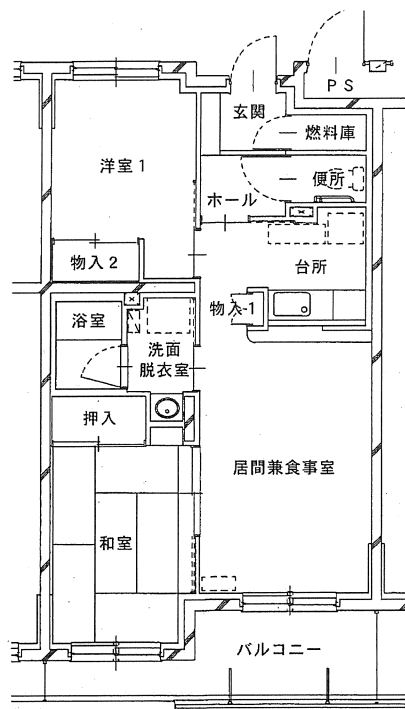 PS
玄関
燃料庫
洋室1
便所
ホール
物入2
台所
浴室
物入-1
洗面
脱衣室
押入
居間兼食事室
和室
バルコニー